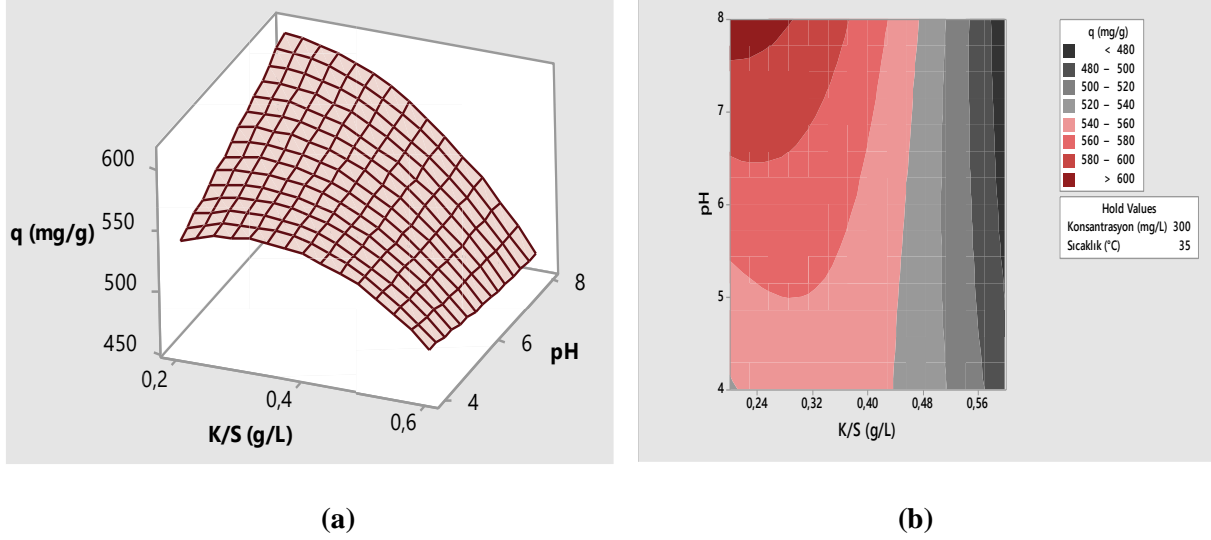 600
550
q (mg/g)
500
450
0,2
0,4
0,6
K/S (g/L)
4
6
8
pH
8
7
6
5
4
pH
0,24 0,32 0,40 0,48 0,56
K/S (g/L)
q (mg/g)
< 480
480 – 500
500 – 520
520 – 540
540 – 560
560 – 580
580 – 600
> 600
Hold Values
Konsantrasyon (mg/L) 300
Sıcaklık (°C) 35
(a)
(b)